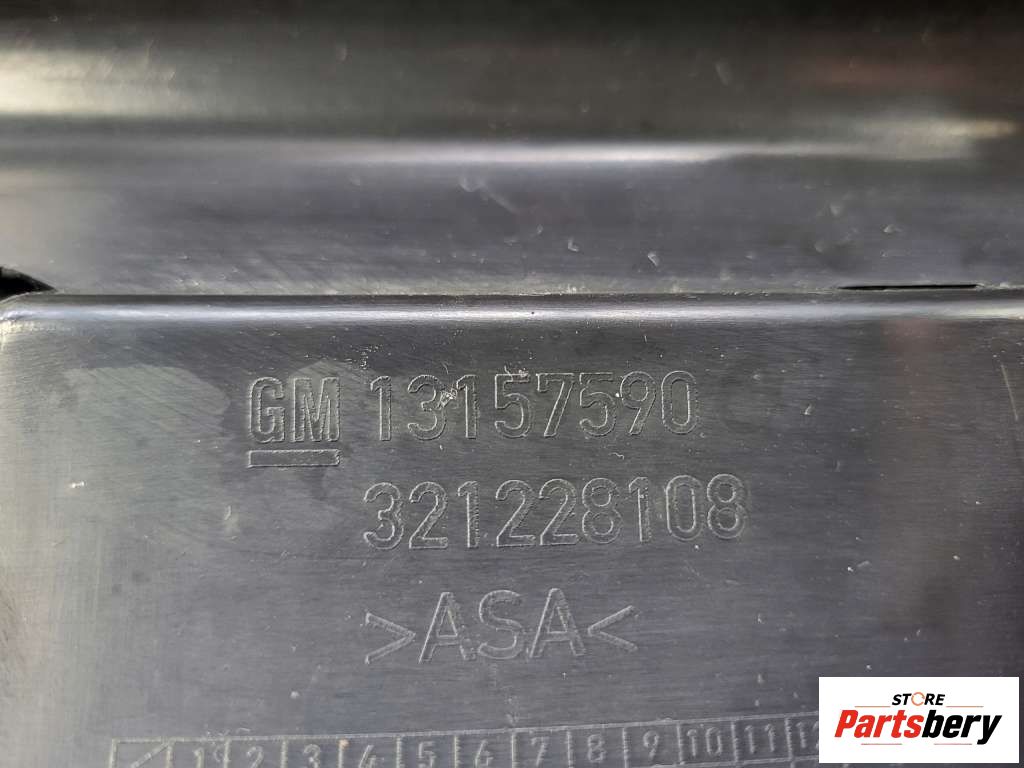 GM 13157590
321228108
>ASA<
1 2 3 4 5 6 7 8 9 10 11
STORE
Partsbery